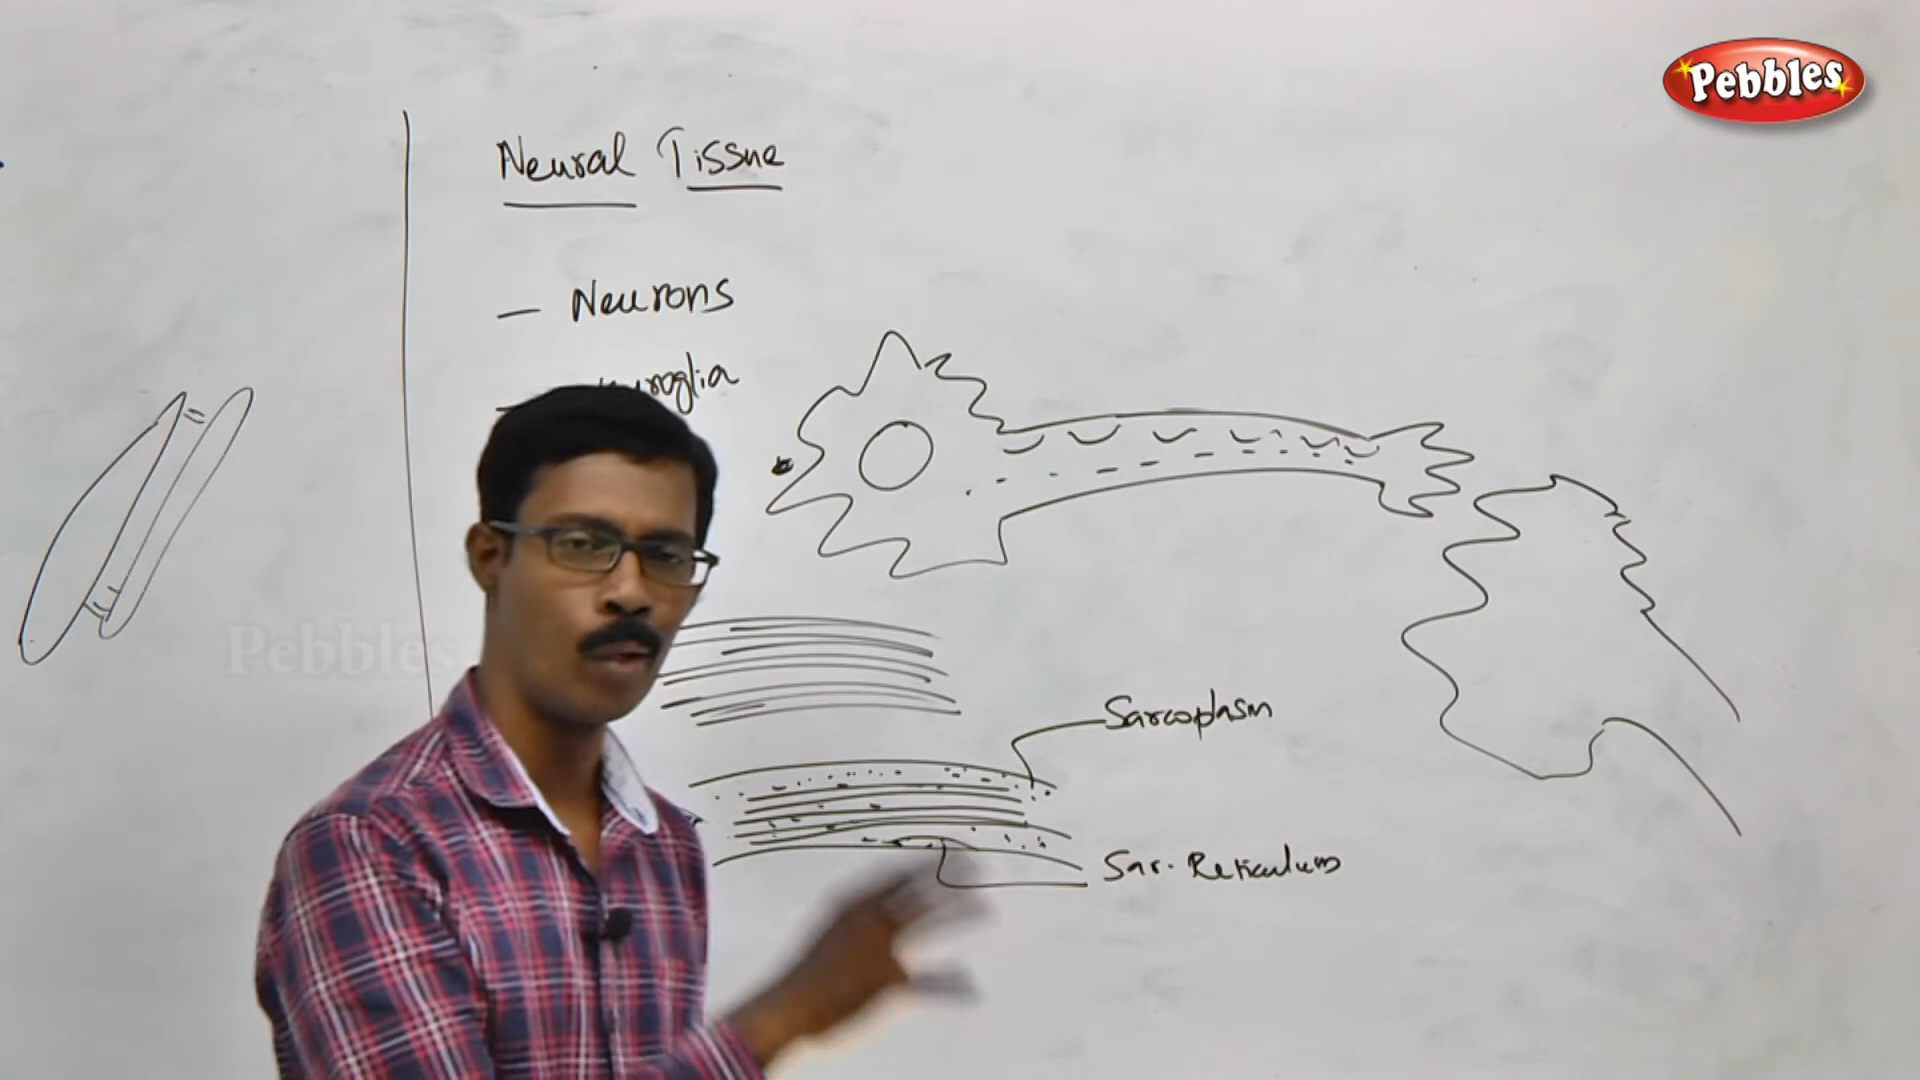 Pebbles
Neural Tissue
— Neurons
Pebbles
Sarcoplasm
Sar. Reticulum